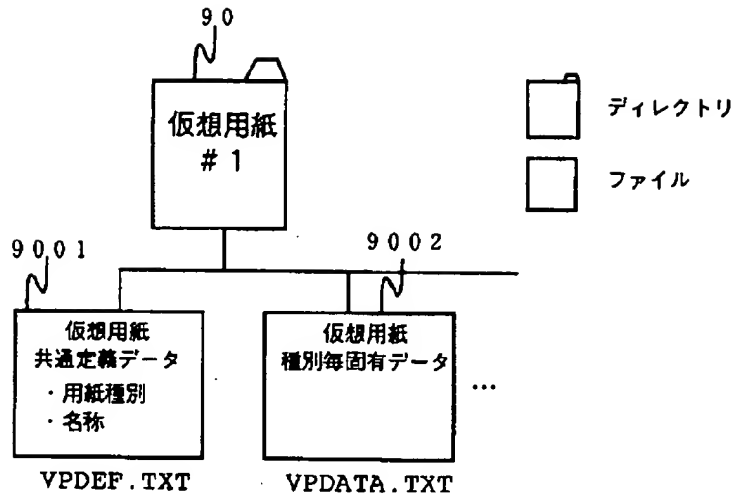 90
仮想用紙
#1
ディレクトリ
ファイル
9001
9002
仮想用紙
共通定義データ
・用紙種別
・名称
仮想用紙
種別毎固有データ
…
VPDEF.TXT
VPDATA.TXT